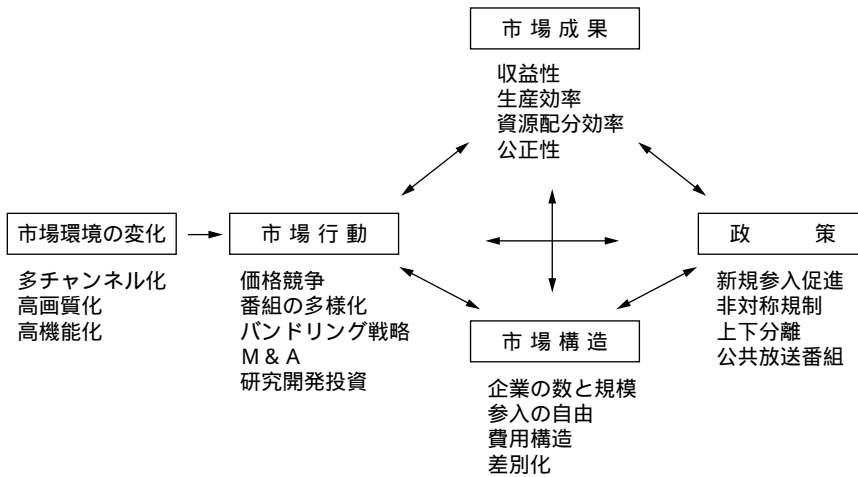 市場成果
収益性
生産効率
資源配分効率
公正性
市場環境の変化
多チャンネル化
高画質化
高機能化
市場行動
価格競争
番組の多様化
バンドリング戦略
M & A
研究開発投資
政　策
新規参入促進
非対称規制
上下分離
公共放送番組
市場構造
企業の数と規模
参入の自由
費用構造
差別化